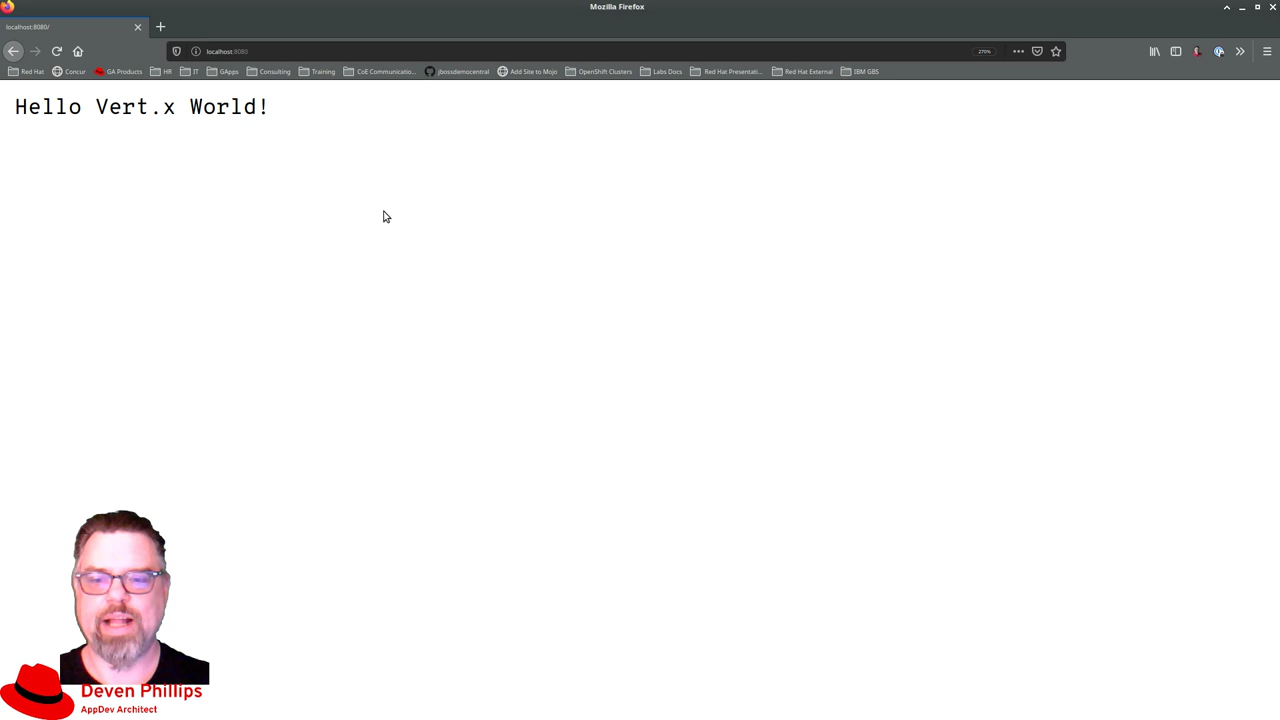 Mozilla Firefox
localhost:8080/
localhost:8080
270%
Red Hat Concur GA Products HR IT GApps Consulting Training CoE Communicatio... jbossdemocentral Add Site to Mojo OpenShift Clusters Labs Docs Red Hat Presentati... Red Hat External IBM GBS
Hello Vert.x World!
Deven Phillips
AppDev Architect